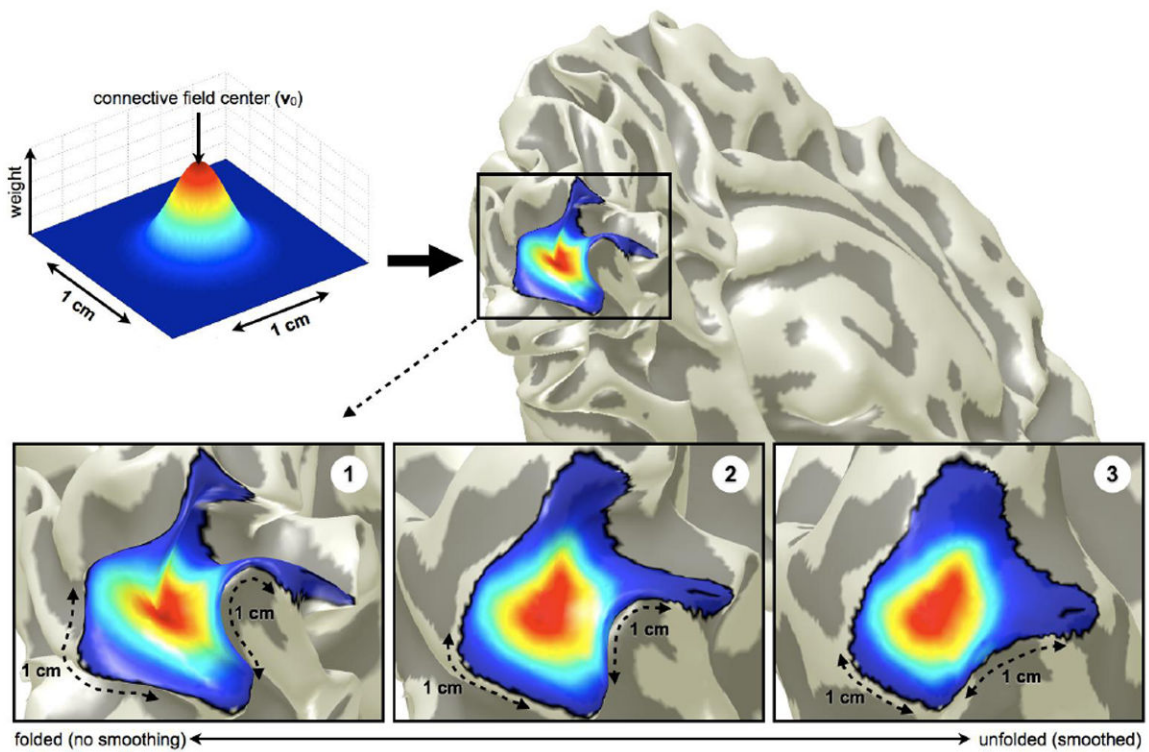 connective field center (v₀)
weight
1 cm
1 cm
1
2
3
1 cm
1 cm
1 cm
1 cm
1 cm
1 cm
folded (no smoothing)
unfolded (smoothed)